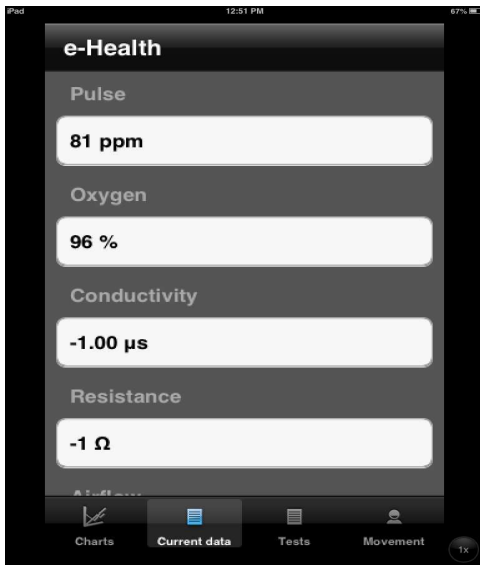 iPad 12:51 PM 67%
e-Health
Pulse
81 ppm
Oxygen
96 %
Conductivity
-1.00 µs
Resistance
-1 Ω
Airflow
Charts Current data Tests Movement
1x